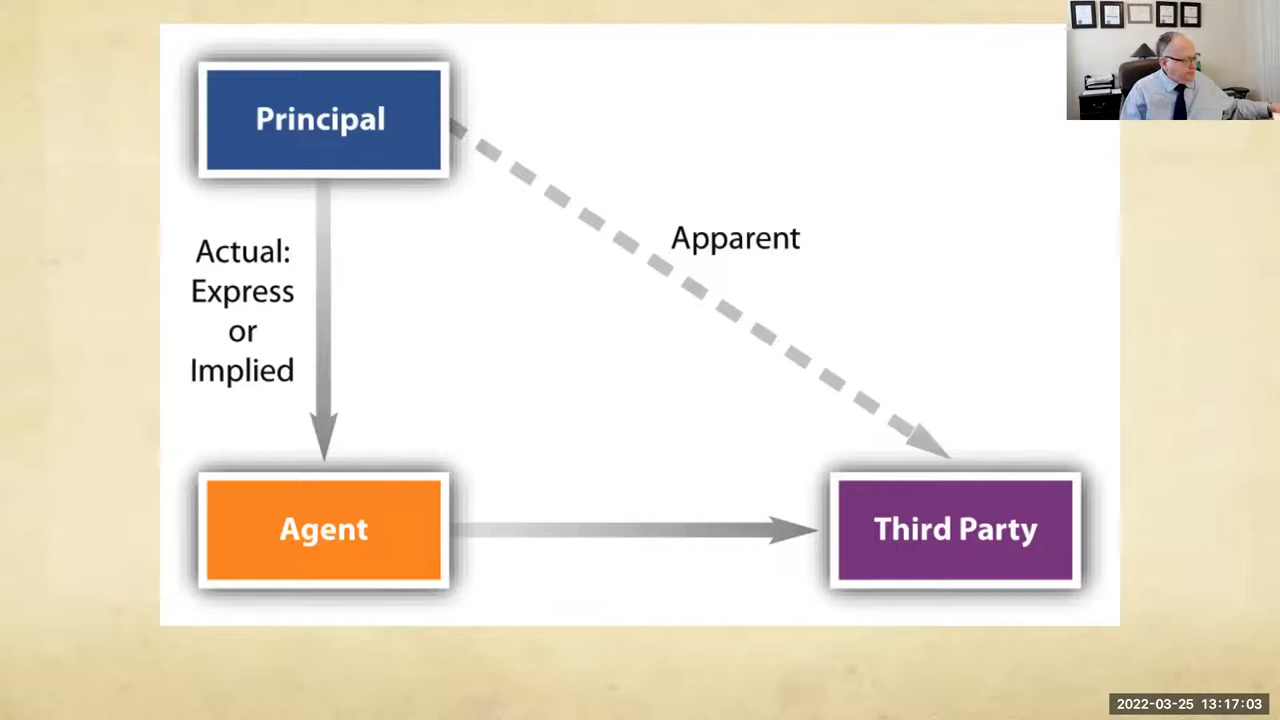 Principal
Actual:
Express
or
Implied
Apparent
Agent
Third Party
2022-03-25 13:17:03